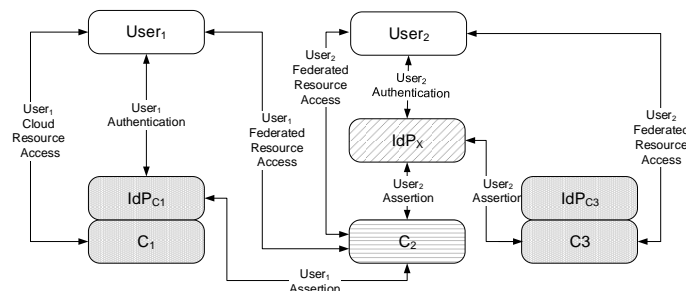 User1
User2
User1
Cloud
Resource
Access
User1
Authentication
User1
Federated
Resource
Access
User2
Federated
Resource
Access
User2
Authentication
User2
Federated
Resource
Access
IdPX
User2
Assertion
User2
Assertion
IdPC1
C1
C2
IdPC3
C3
User1
Assertion